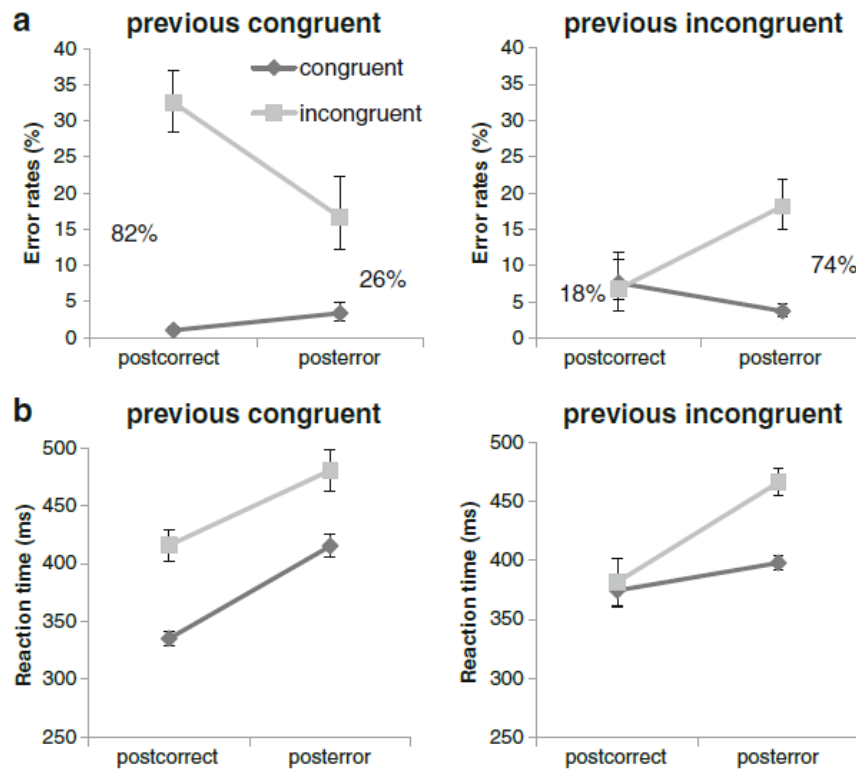 a
previous congruent
previous incongruent
congruent
incongruent
Error rates (%)
40
35
30
25
20
15
10
5
0
82%
26%
postcorrect
posterror
Error rates (%)
40
35
30
25
20
15
10
5
0
18%
74%
postcorrect
posterror
b
previous congruent
previous incongruent
Reaction time (ms)
500
450
400
350
300
250
postcorrect
posterror
Reaction time (ms)
500
450
400
350
300
250
postcorrect
posterror